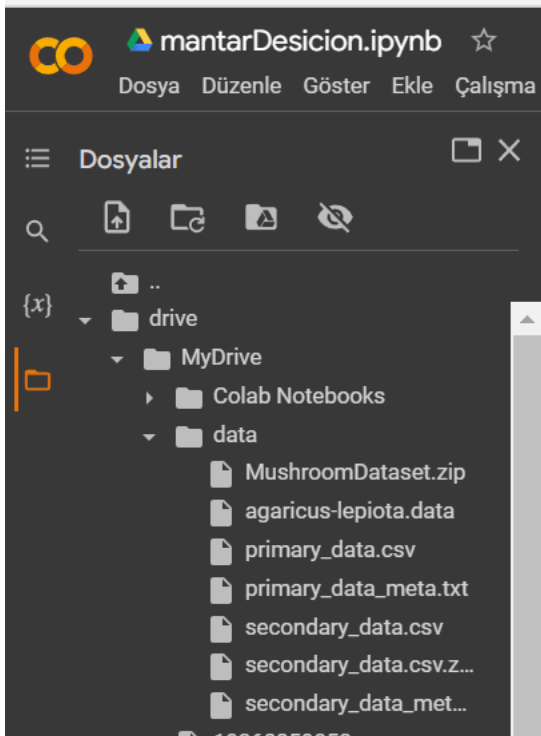 mantarDesicion.ipynb
Dosya Düzenle Göster Ekle Çalışma
Dosyalar
..
{x}
drive
MyDrive
Colab Notebooks
data
MushroomDataset.zip
agaricus-lepiota.data
primary_data.csv
primary_data_meta.txt
secondary_data.csv
secondary_data.csv.z...
secondary_data_met...